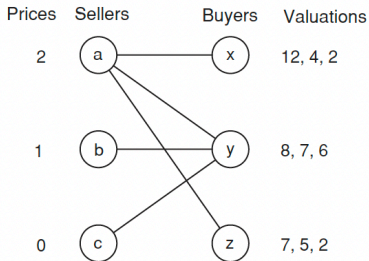 Prices Sellers Buyers Valuations
2 a x 12, 4, 2
1 b y 8, 7, 6
0 c z 7, 5, 2